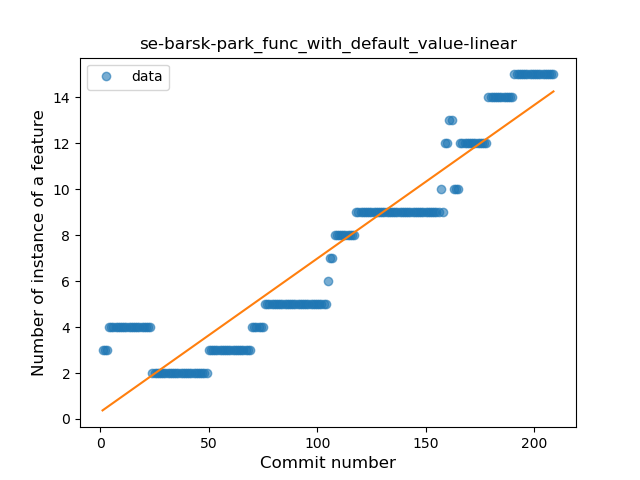 se-barsk-park_func_with_default_value-linear
data
Number of instance of a feature
14
12
10
8
6
4
2
0
0 50 100 150 200
Commit number